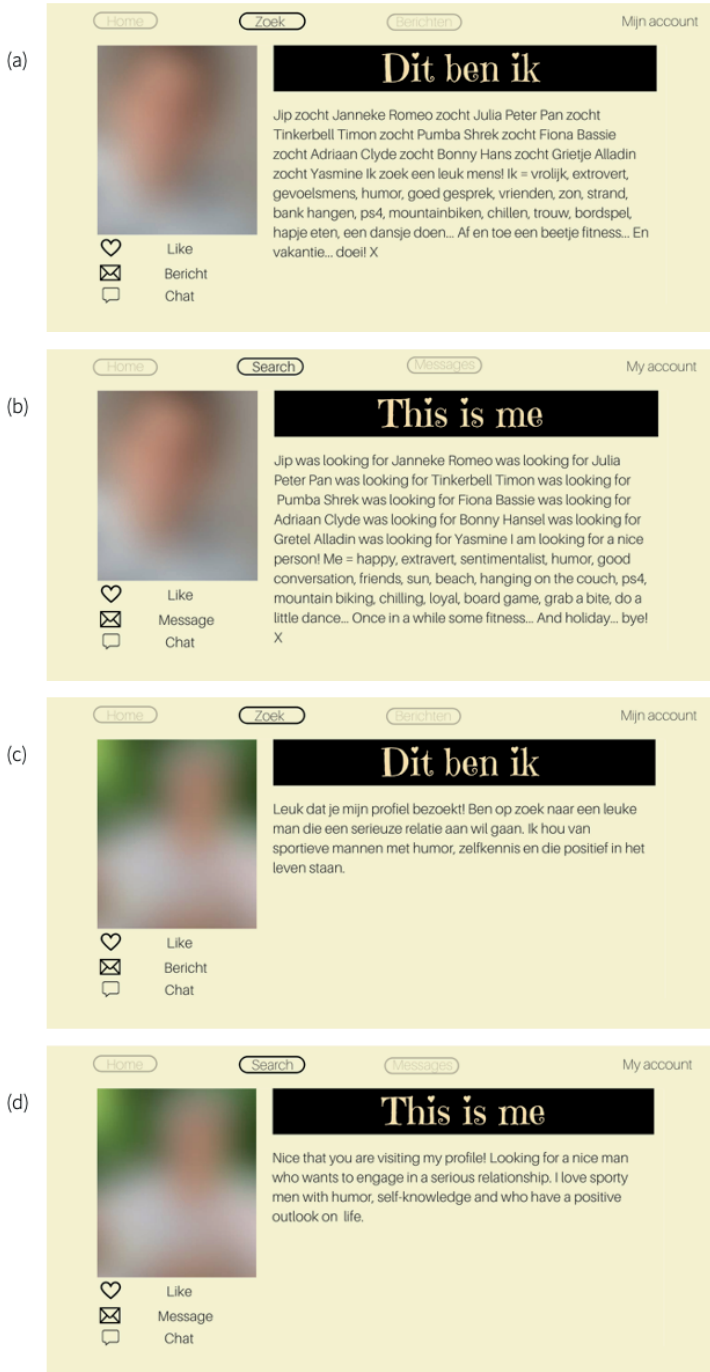 (a)
Home Zoek Berichten Mijn account
Dit ben ik
Jip zocht Janneke Romeo zocht Julia Peter Pan zocht
Tinkerbell Timon zocht Pumba Shrek zocht Fiona Bassie
zocht Adriaan Clyde zocht Bonny Hans zocht Grietje Alladin
zocht Yasmine Ik zoek een leuk mens! Ik = vrolijk, extrovert,
gevoelsmens, humor, goed gesprek, vrienden, zon, strand,
bank hangen, ps4, mountainbiken, chillen, trouw, bordspel,
hapje eten, een dansje doen... Af en toe een beetje fitness... En
vakantie... doei! X
Like
Bericht
Chat
(b)
Home Search Messages My account
This is me
Jip was looking for Janneke Romeo was looking for Julia
Peter Pan was looking for Tinkerbell Timon was looking for
Pumba Shrek was looking for Fiona Bassie was looking for
Adriaan Clyde was looking for Bonny Hansel was looking for
Gretel Alladin was looking for Yasmine I am looking for a nice
person! Me = happy, extravert, sentimentalist, humor, good
conversation, friends, sun, beach, hanging on the couch, ps4,
mountain biking, chilling, loyal, board game, grab a bite, do a
little dance... Once in a while some fitness... And holiday... bye!
X
Like
Message
Chat
(c)
Home Zoek Berichten Mijn account
Dit ben ik
Leuk dat je mijn profiel bezoekt! Ben op zoek naar een leuke
man die een serieuze relatie aan wil gaan. Ik hou van
sportieve mannen met humor, zelfkennis en die positief in het
leven staan.
Like
Bericht
Chat
(d)
Home Search Messages My account
This is me
Nice that you are visiting my profile! Looking for a nice man
who wants to engage in a serious relationship. I love sporty
men with humor, self-knowledge and who have a positive
outlook on life.
Like
Message
Chat